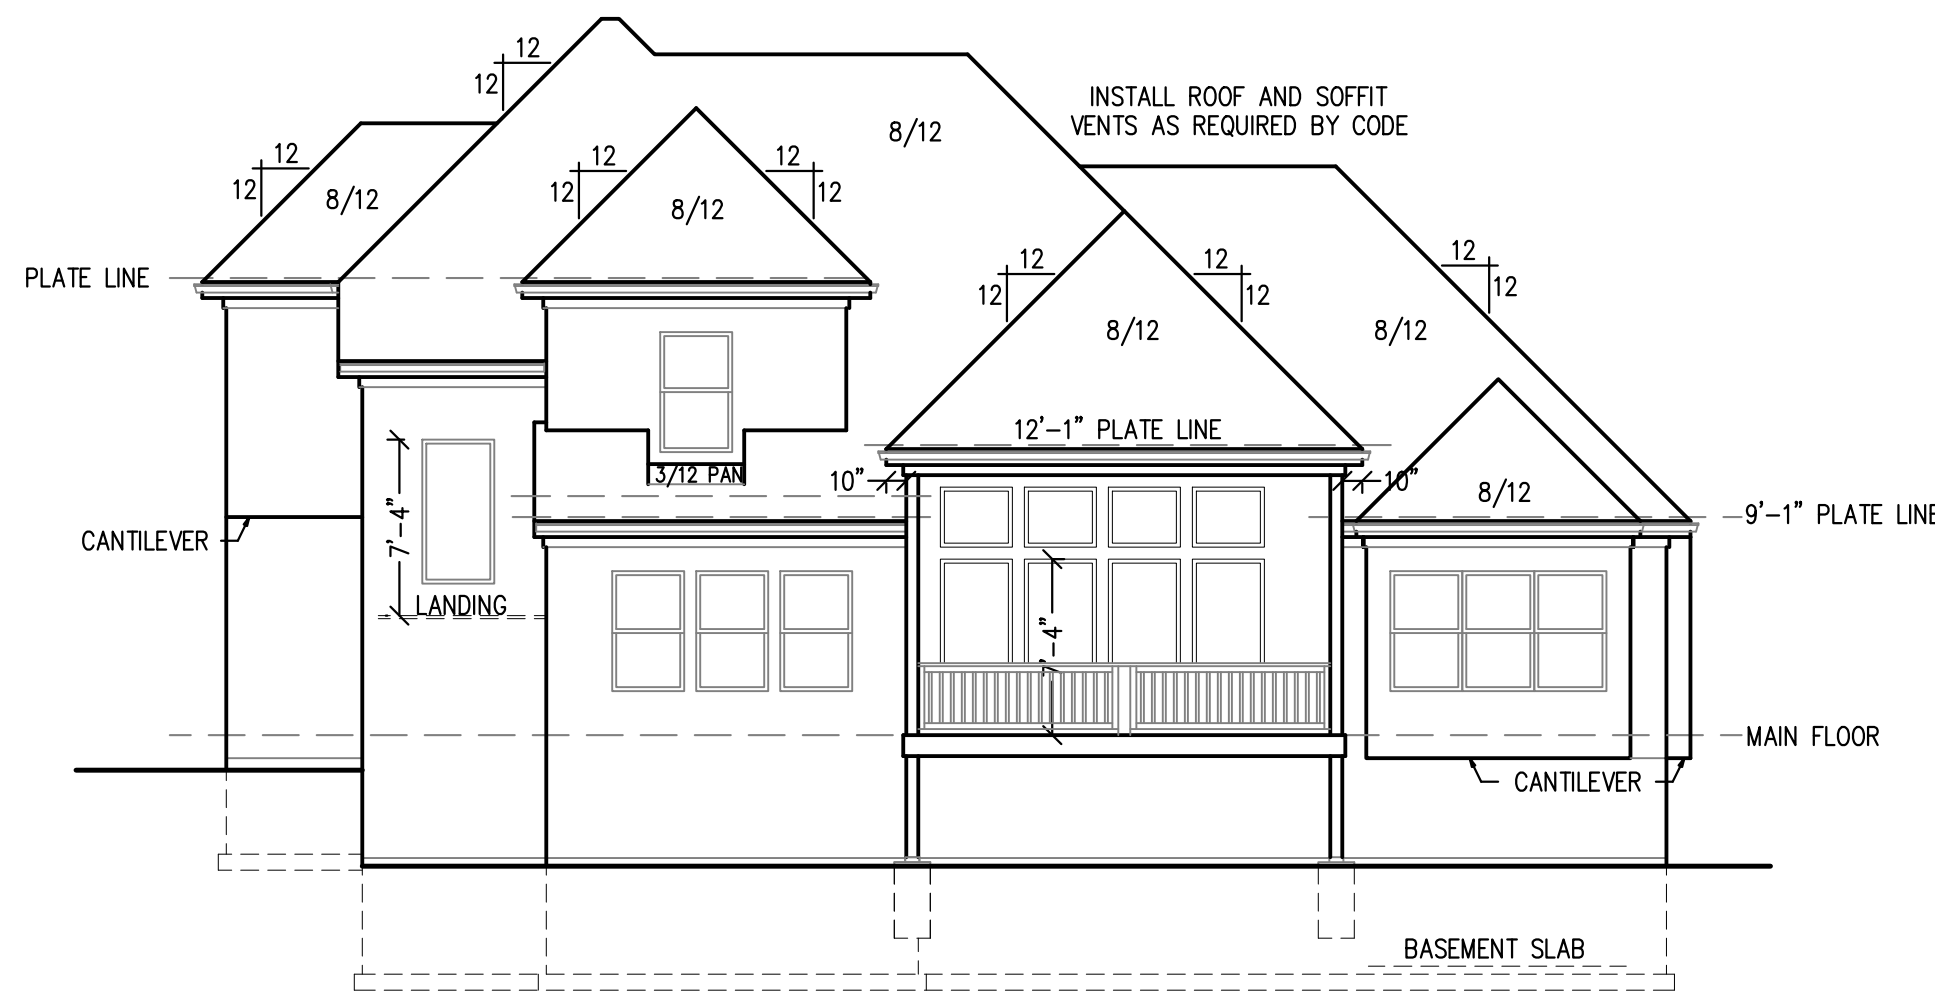 12
12
INSTALL ROOF AND SOFFIT
VENTS AS REQUIRED BY CODE
8/12
12
12
8/12
12
12
8/12
12
12
PLATE LINE
12
12
12
12
12
12
8/12
8/12
12'-1" PLATE LINE
3/12 PAN
10"
10"
8/12
9'-1" PLATE LINE
CANTILEVER
7'-4"
LANDING
'-4"
MAIN FLOOR
CANTILEVER
BASEMENT SLAB